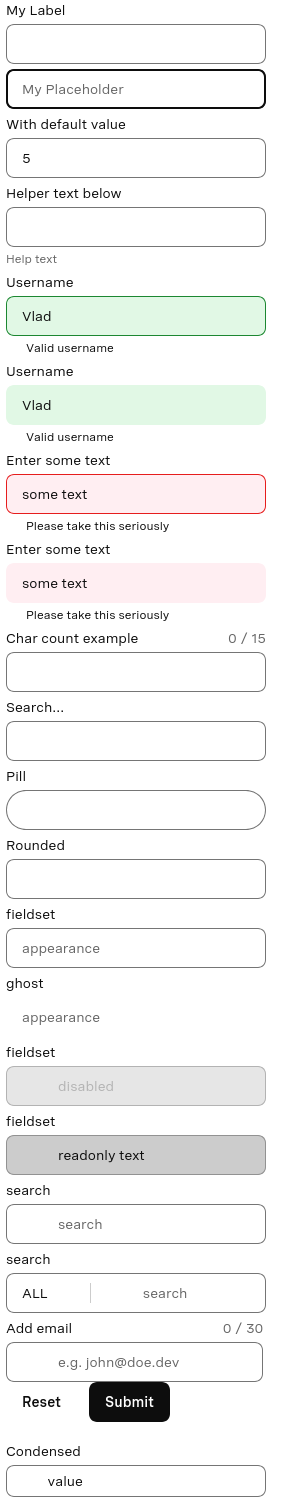 My Label
My Placeholder
With default value
5
Helper text below
Help text
Username
Vlad
Valid username
Username
Vlad
Valid username
Enter some text
some text
Please take this seriously
Enter some text
some text
Please take this seriously
Char count example 0 / 15
Search...
Pill
Rounded
fieldset
appearance
ghost
appearance
fieldset
disabled
fieldset
readonly text
search
search
search
ALL search
Add email 0 / 30
e.g. john@doe.dev
Reset Submit
Condensed
value